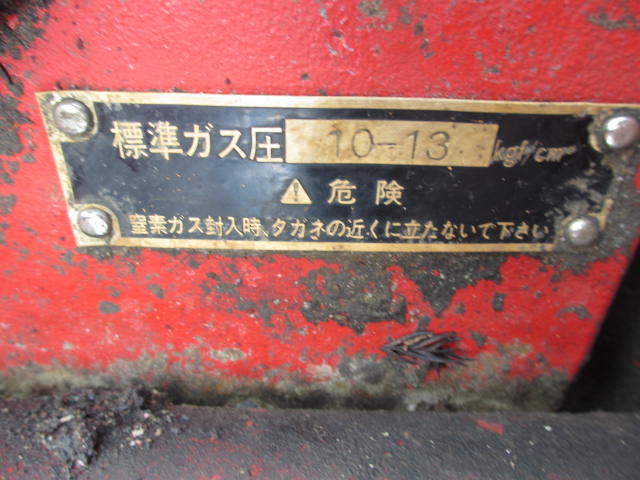 標準ガス圧 10-13 kgf/cm²
⚠ 危険
窒素ガス封入時、タガネの近くに立たないで下さい